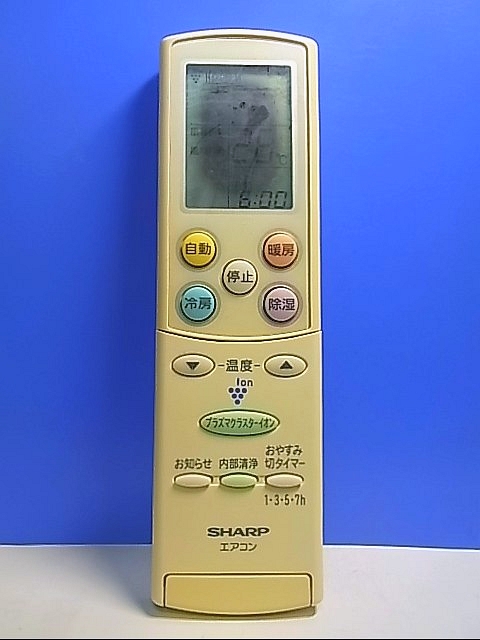 6:00
自動
暖房
停止
冷房
除湿
温度
Ion
プラズマクラスターイオン
お知らせ
内部清浄
おやすみ
切タイマー
1・3・5・7h
SHARP
エアコン